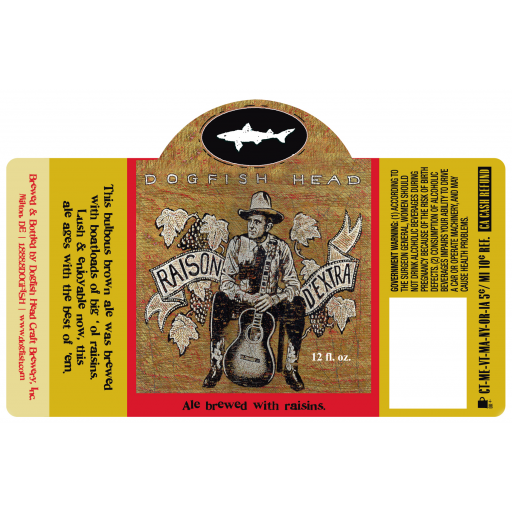 DOGFISH HEAD
RAISON
D'EXTRA
12 fl. oz.
Ale brewed with raisins.
This bulbous brown ale was brewed
with boatloads of big ol' raisins.
Lush & enjoyable now, this
ale ages with the best of 'em.
Brewed & Bottled by Dogfish Head Craft Brewery, Inc.
Milton, DE | 1888DOGFISH | www.dogfish.com
GOVERNMENT WARNING: (1) ACCORDING TO
THE SURGEON GENERAL, WOMEN SHOULD
NOT DRINK ALCOHOLIC BEVERAGES DURING
PREGNANCY BECAUSE OF THE RISK OF BIRTH
DEFECTS. (2) CONSUMPTION OF ALCOHOLIC
BEVERAGES IMPAIRS YOUR ABILITY TO DRIVE
A CAR OR OPERATE MACHINERY, AND MAY
CAUSE HEALTH PROBLEMS.
CT-ME-VT-MA-NY-OR-IA 5¢/ MI 10¢ REF.
CA CASH REFUND